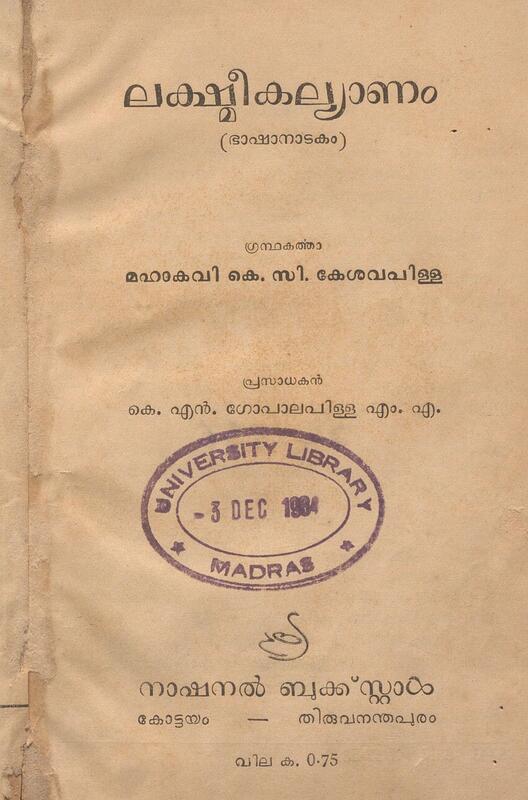 ലക്ഷ്മീകല്യാണം
(ഭാഷാനാടകം)
ഗ്രന്ഥകർത്താ
മഹാകവി കെ. സി. കേശവപിള്ള
പ്രസാധകൻ
കെ. എൻ. ഗോപാലപിള്ള എം. എ.
UNIVERSITY LIBRARY
- 3 DEC 1964
MADRAS
നാഷനൽ ബുക്ക് സ്റ്റാൾ
കോട്ടയം — തിരുവനന്തപുരം
വില ക. 0·75